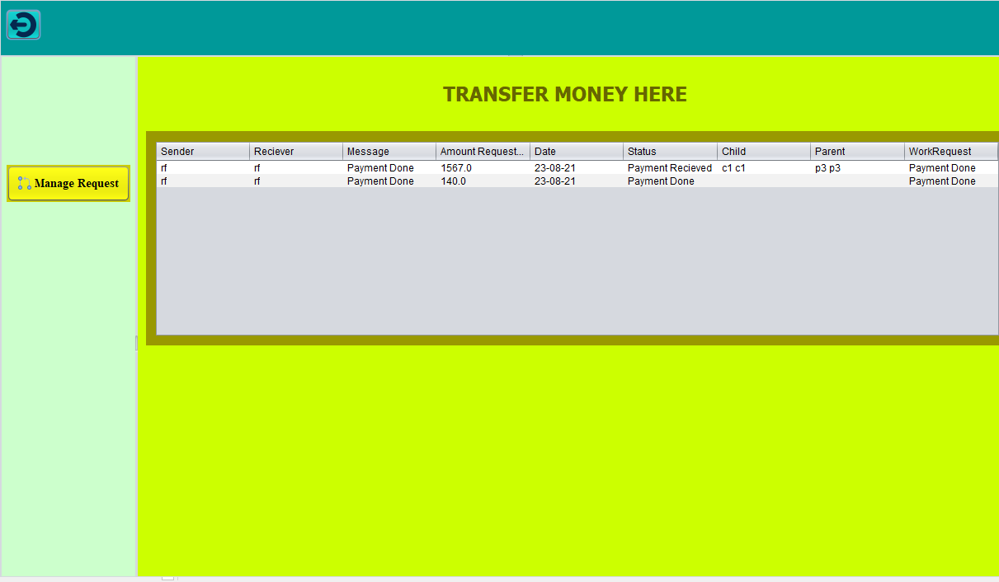 TRANSFER MONEY HERE
Sender Reciever Message Amount Request... Date Status Child Parent WorkRequest
rf rf Payment Done 1567.0 23-08-21 Payment Recieved c1 c1 p3 p3 Payment Done
Manage Request
rf rf Payment Done 140.0 23-08-21 Payment Done Payment Done